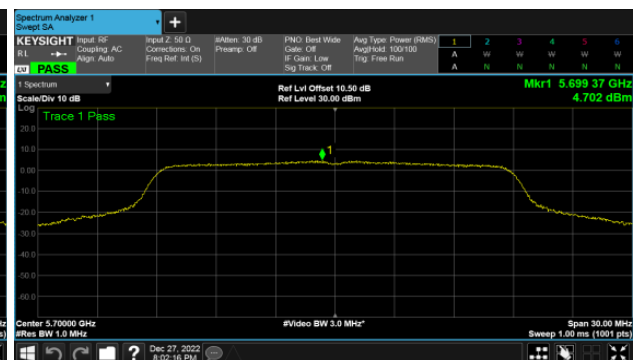 Spectrum Analyzer 1
Swept SA
+
KEYSIGHT Input: RF Input Z: 50 Ω #Atten: 30 dB PNO: Best Wide Avg Type: Power (RMS) 1 2 3 4 5 6
RL Coupling: AC Corrections: On Preamp: Off Gate: Off Avg|Hold: 100/100 A W W W W W
Align: Auto Freq Ref: Int (S) IF Gain: Low Trig: Free Run
LXI PASS Sig Track: Off A N N N N N
1 Spectrum Ref Lvl Offset 10.50 dB Mkr1 5.699 37 GHz
Scale/Div 10 dB Ref Level 30.00 dBm 4.702 dBm
Log
Trace 1 Pass
20.0
10.0
1
0.00
-10.0
-20.0
-30.0
-40.0
-50.0
-60.0
Center 5.70000 GHz #Video BW 3.0 MHz* Span 30.00 MHz
#Res BW 1.0 MHz Sweep 1.00 ms (1001 pts)
? Dec 27, 2022
8:02:16 PM